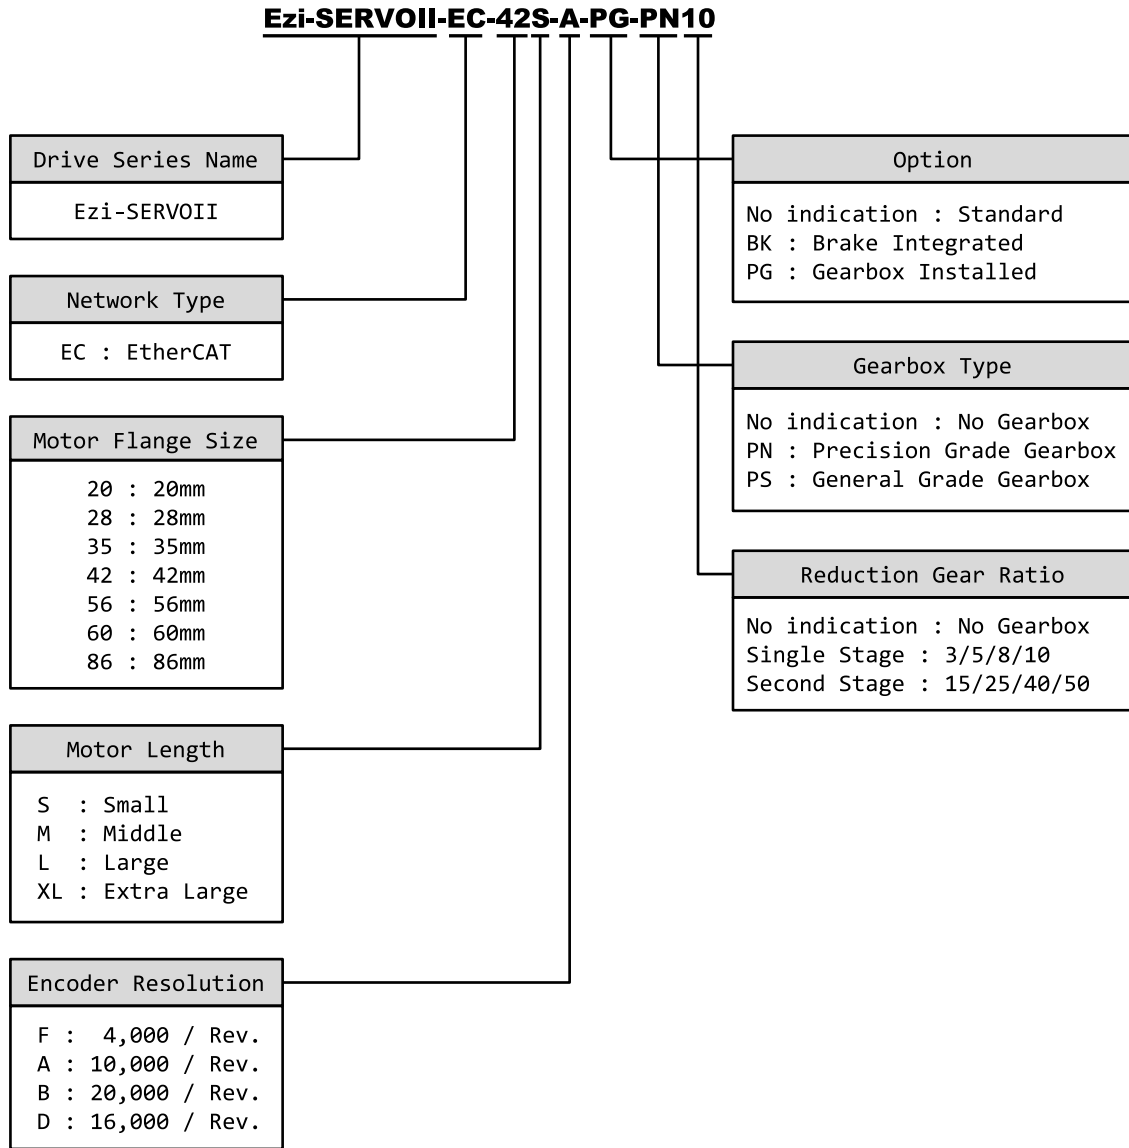 Ezi-SERVOII-EC-42S-A-PG-PN10
Drive Series Name
Ezi-SERVOII
Network Type
EC : EtherCAT
Motor Flange Size
20 : 20mm
28 : 28mm
35 : 35mm
42 : 42mm
56 : 56mm
60 : 60mm
86 : 86mm
Motor Length
S : Small
M : Middle
L : Large
XL : Extra Large
Encoder Resolution
F : 4,000 / Rev.
A : 10,000 / Rev.
B : 20,000 / Rev.
D : 16,000 / Rev.
Option
No indication : Standard
BK : Brake Integrated
PG : Gearbox Installed
Gearbox Type
No indication : No Gearbox
PN : Precision Grade Gearbox
PS : General Grade Gearbox
Reduction Gear Ratio
No indication : No Gearbox
Single Stage : 3/5/8/10
Second Stage : 15/25/40/50